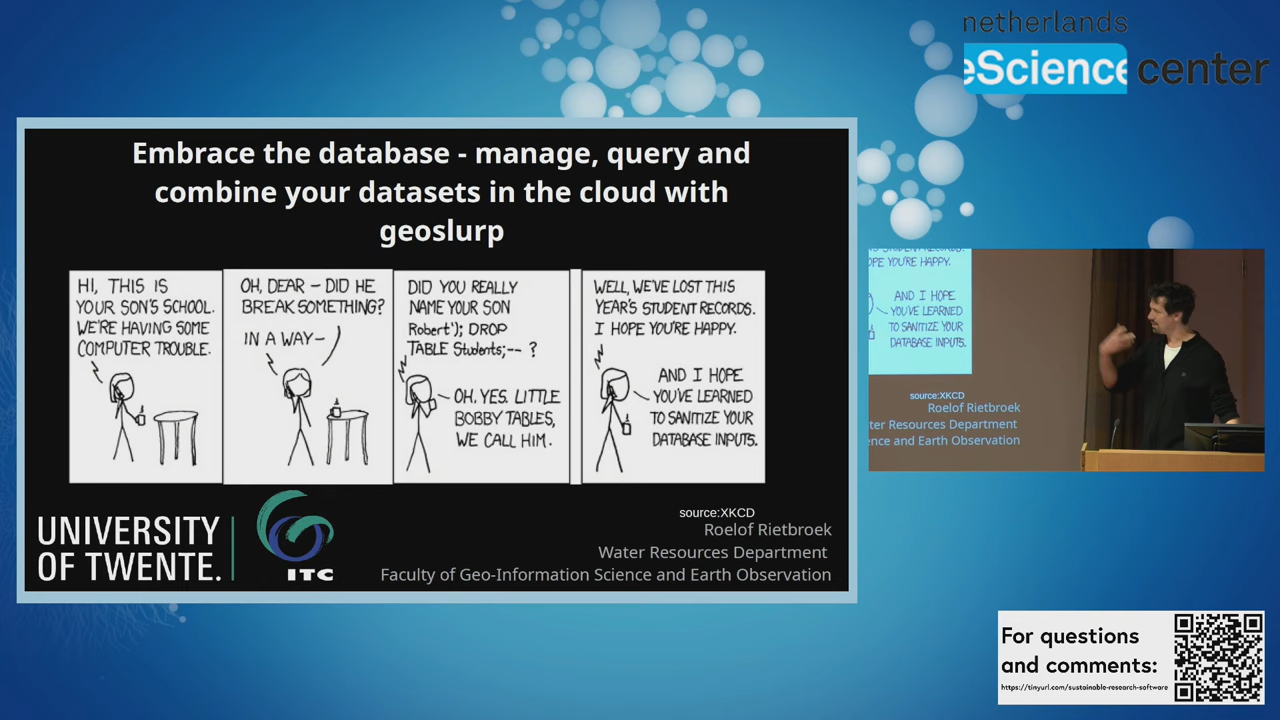 netherlands
eScience center
Embrace the database - manage, query and
combine your datasets in the cloud with
geoslurp
HI, THIS IS
YOUR SON'S SCHOOL.
WE'RE HAVING SOME
COMPUTER TROUBLE.
OH, DEAR – DID HE
BREAK SOMETHING?
IN A WAY–
DID YOU REALLY
NAME YOUR SON
Robert'); DROP
TABLE Students;-- ?
OH. YES. LITTLE
BOBBY TABLES,
WE CALL HIM.
WELL, WE'VE LOST THIS
YEAR'S STUDENT RECORDS.
I HOPE YOU'RE HAPPY.
AND I HOPE
YOU'VE LEARNED
TO SANITIZE YOUR
DATABASE INPUTS.
UNIVERSITY
OF TWENTE.
ITC
source:XKCD
Roelof Rietbroek
Water Resources Department
Faculty of Geo-Information Science and Earth Observation
STUDENT RECORDS.
OPE YOU'RE HAPPY.
AND I HOPE
YOU'VE LEARNED
TO SANITIZE YOUR
DATABASE INPUTS.
source:XKCD
Roelof Rietbroek
ter Resources Department
ence and Earth Observation
For questions
and comments:
https://tinyurl.com/sustainable-research-software